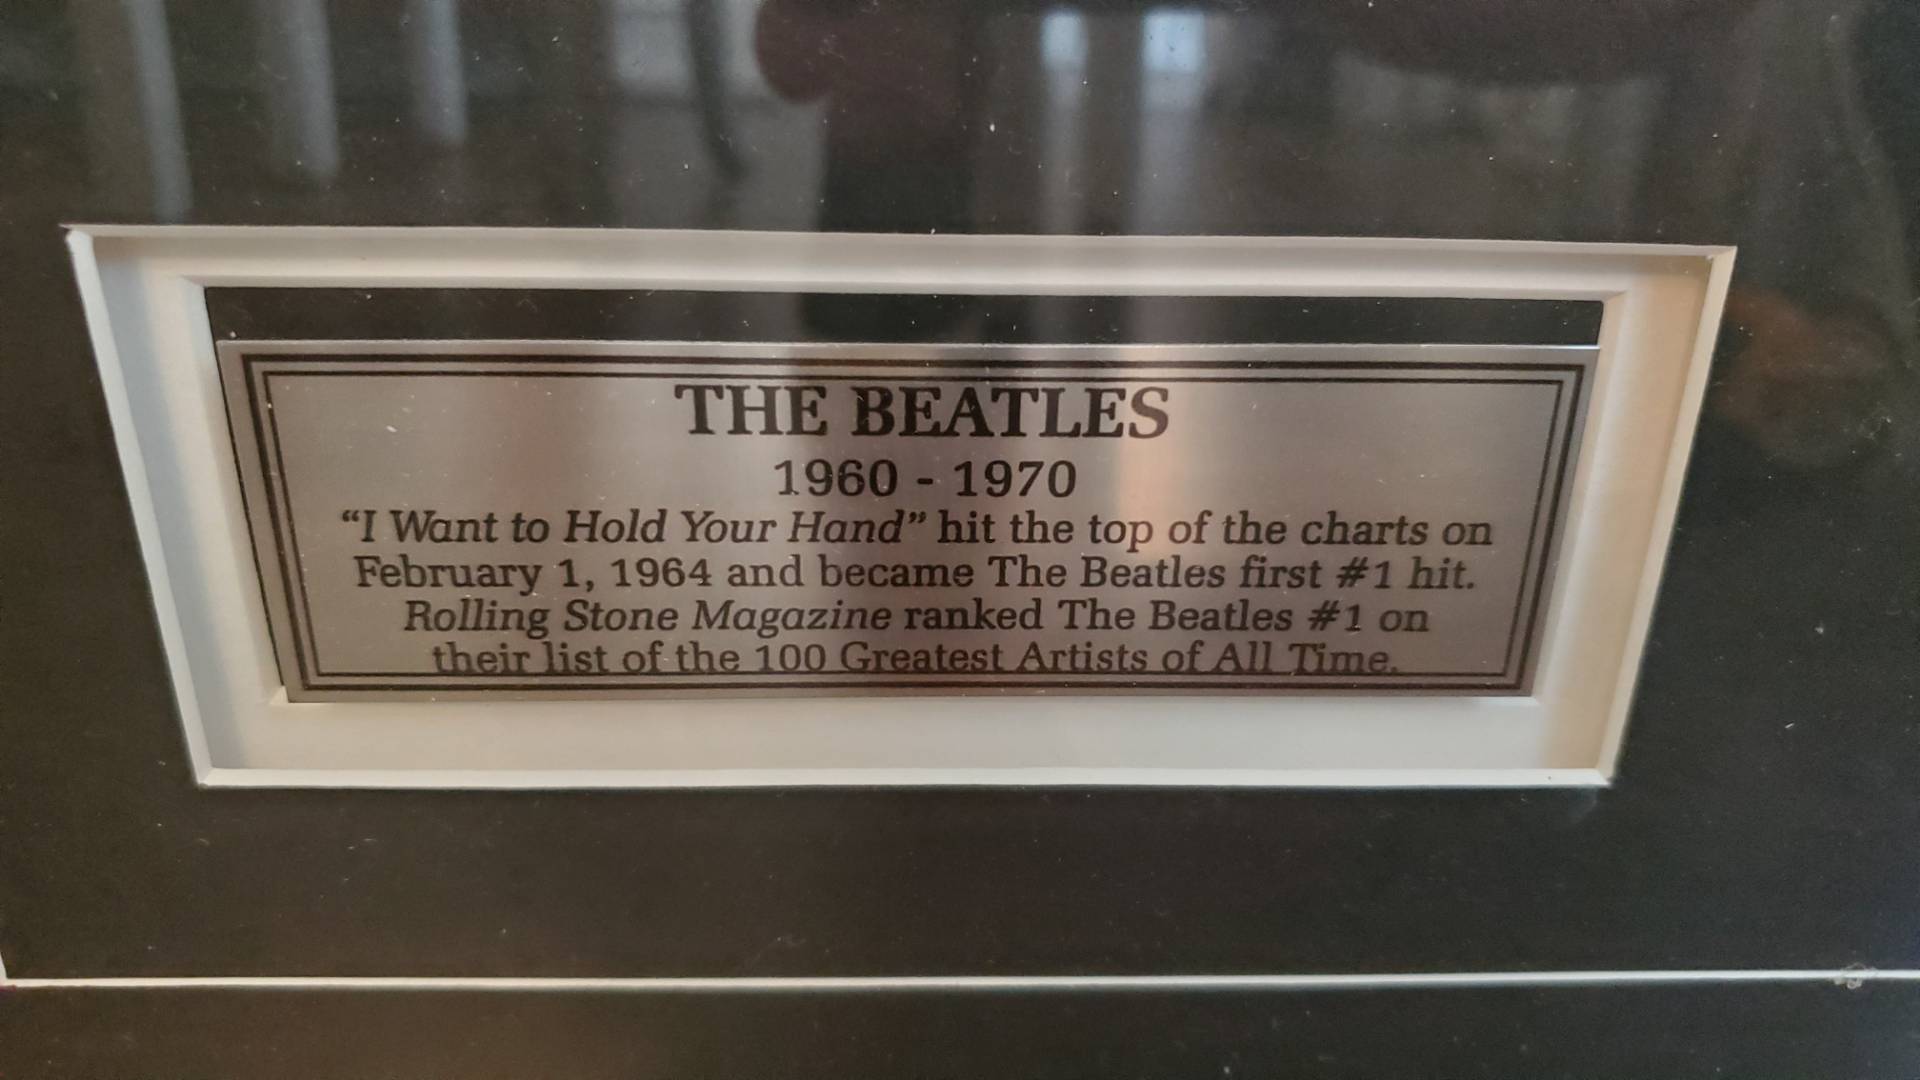 THE BEATLES
1960 - 1970
“I Want to Hold Your Hand” hit the top of the charts on
February 1, 1964 and became The Beatles first #1 hit.
Rolling Stone Magazine ranked The Beatles #1 on
their list of the 100 Greatest Artists of All Time.